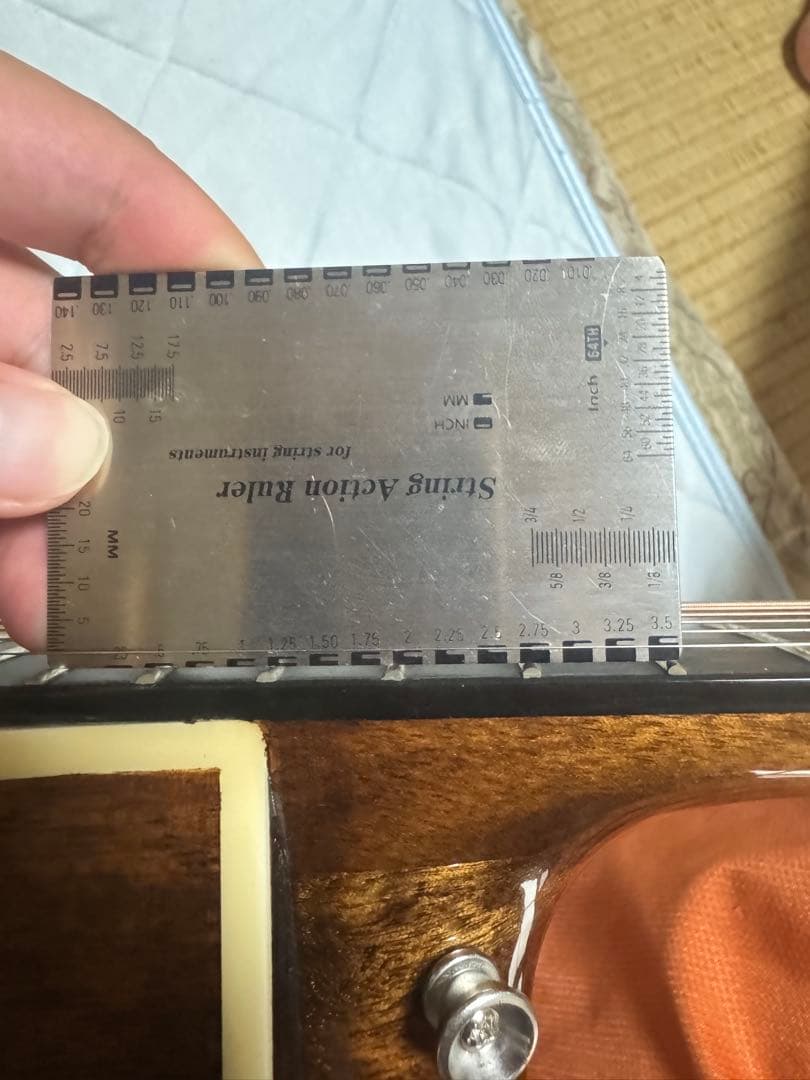 .140 .130 .120 .110 .100 .090 .080 .070 .060 .050 .040 .030 .020 .010
2.5 7.5 12.5 17.5
10 15
Inch 64TH
MM
INCH
for string instruments
String Action Ruler
3/4 1/2 1/4
5/8 3/8 1/8
20 15 10 5
MM
.75 1 1.25 1.50 1.75 2 2.25 2.5 2.75 3 3.25 3.5